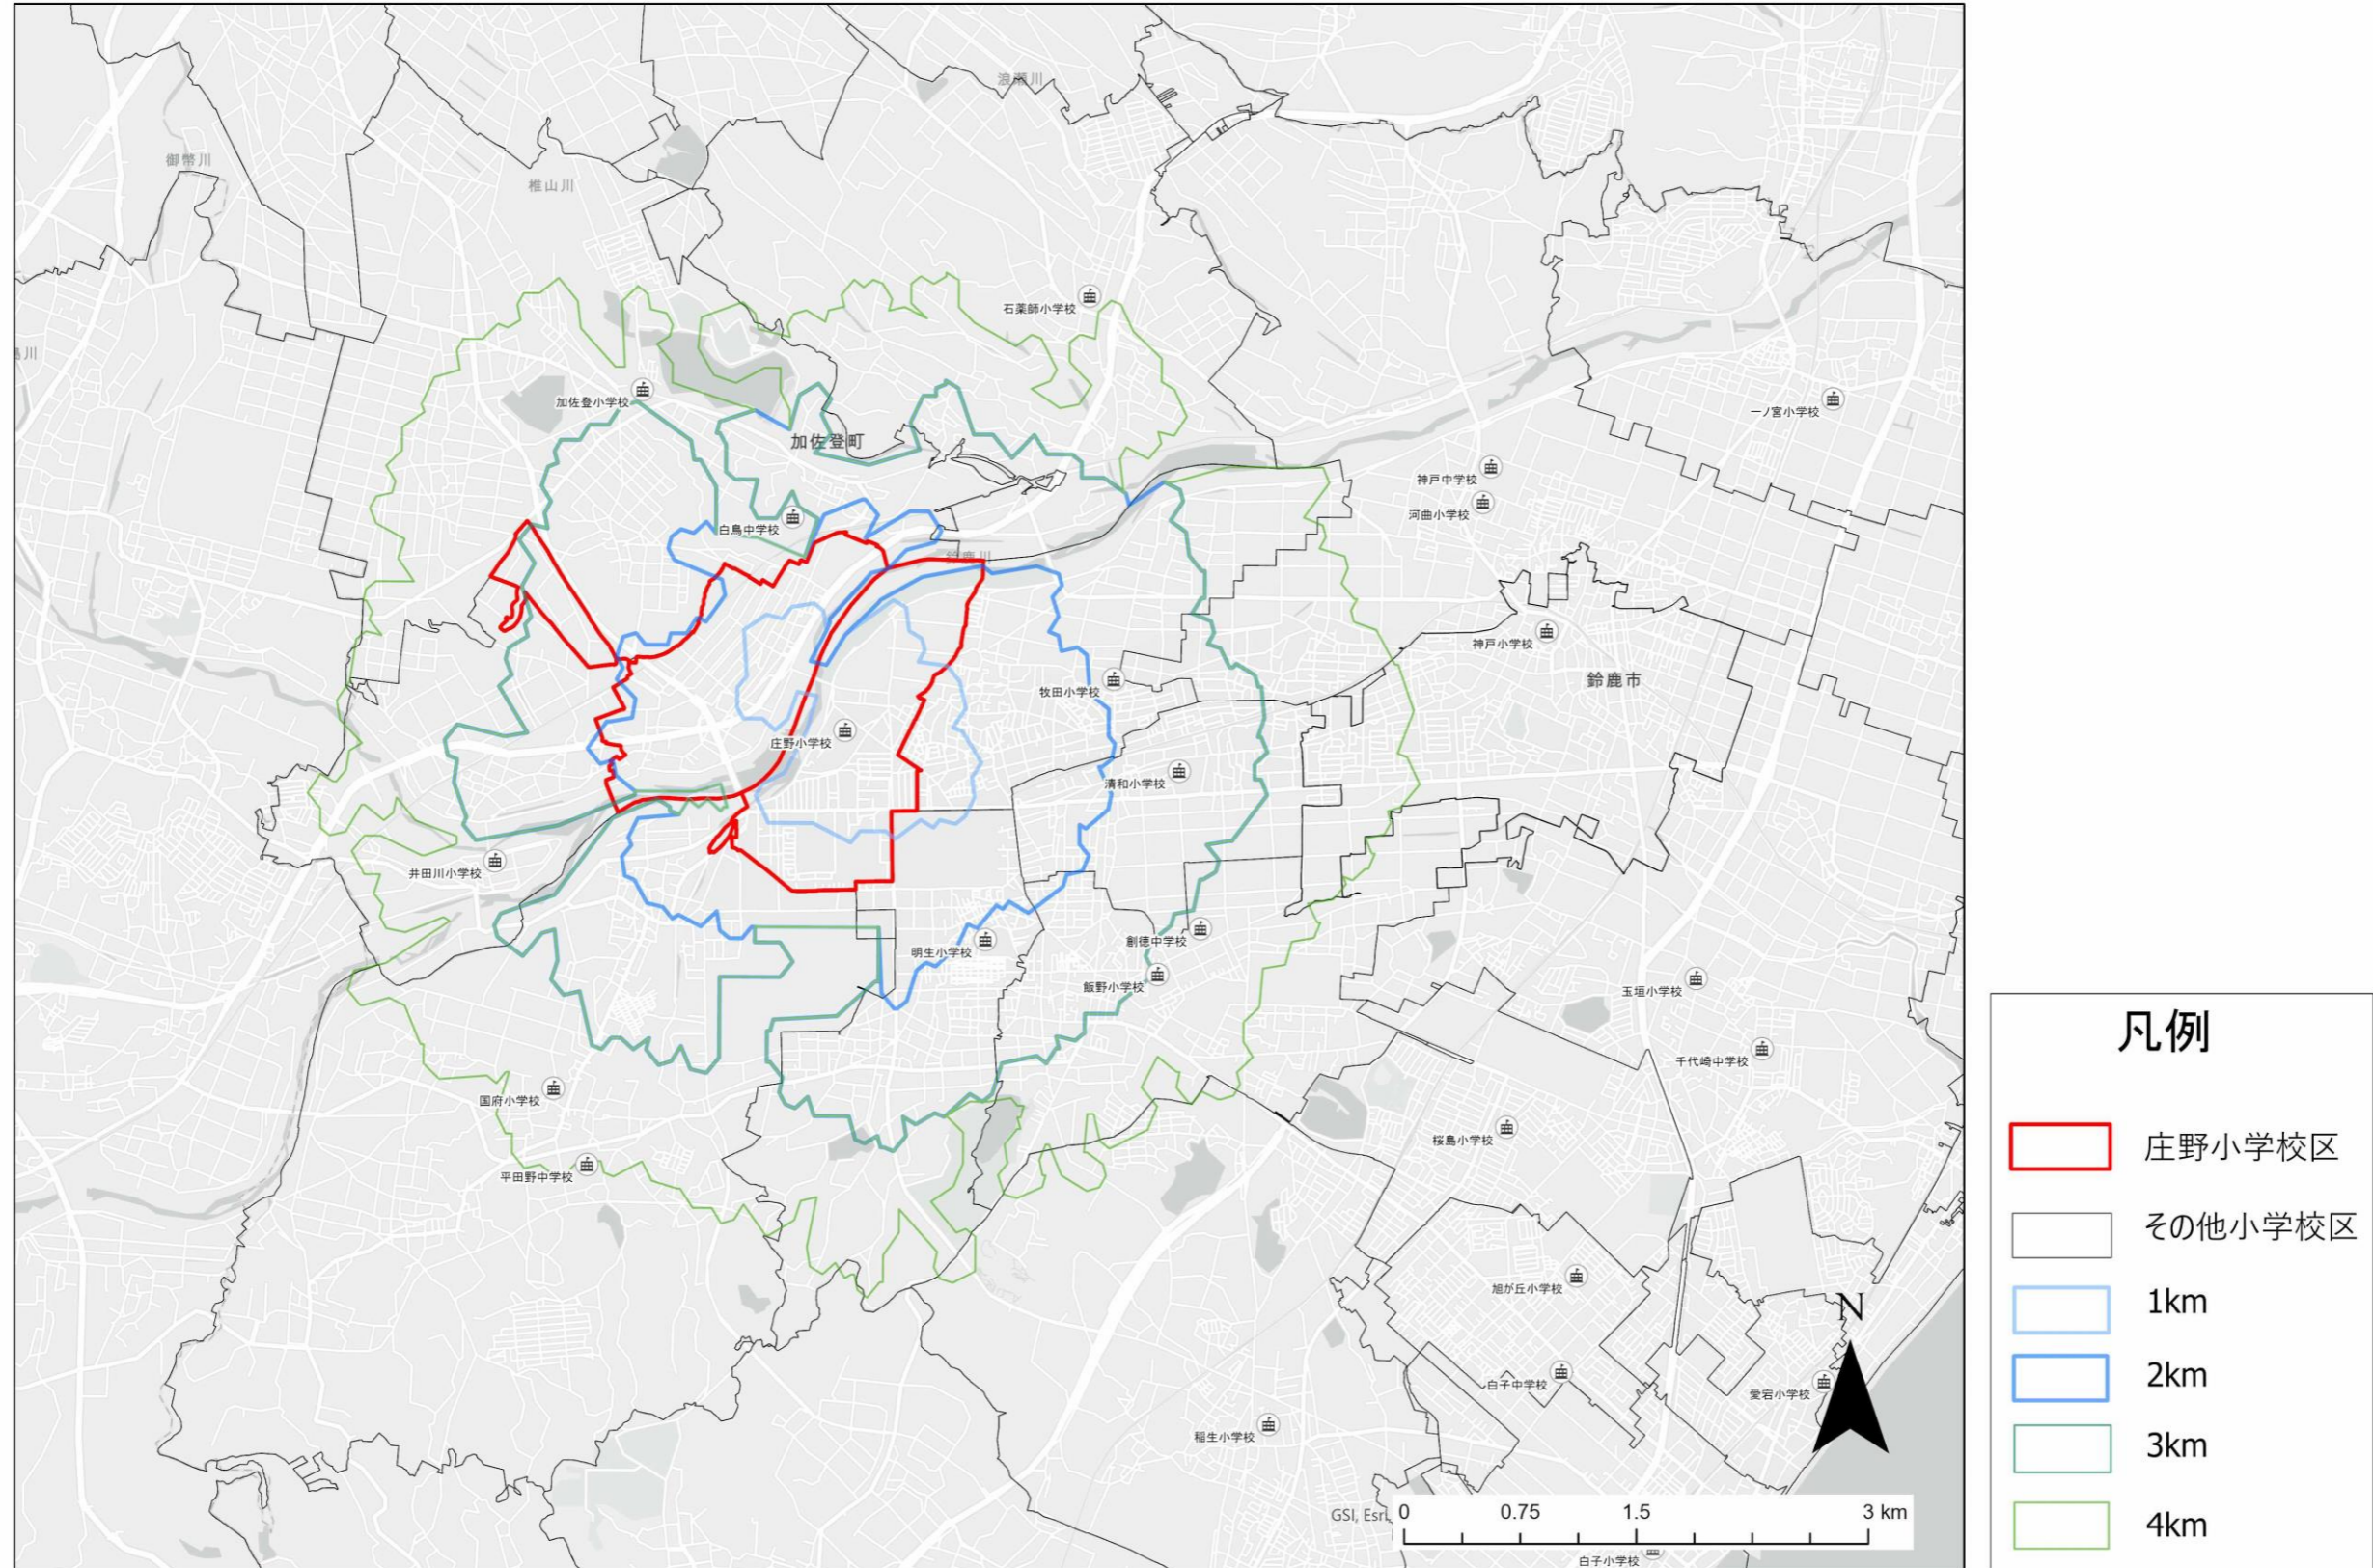 浪瀬川
御幣川
椎山川
石薬師小学校
加佐登小学校
一ノ宮小学校
加佐登町
神戸中学校
河曲小学校
白鳥中学校
鈴鹿川
神戸小学校
鈴鹿市
牧田小学校
庄野小学校
清和小学校
井田川小学校
創徳中学校
明生小学校
飯野小学校
玉垣小学校
千代崎中学校
国府小学校
桜島小学校
平田野中学校
旭が丘小学校
白子中学校
愛宕小学校
稲生小学校
N
GSI, Esri
0 0.75 1.5 3 km
白子小学校
凡例
庄野小学校区
その他小学校区
1km
2km
3km
4km